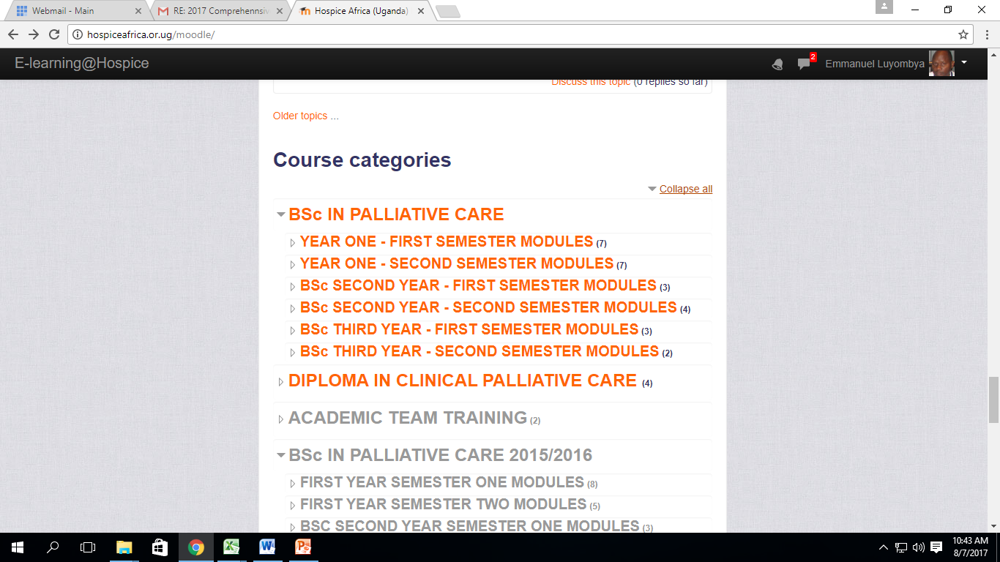 Webmail - Main
RE: 2017 Comprehennsiv
Hospice Africa (Uganda)
hospiceafrica.or.ug/moodle/
E-learning@Hospice
2
Emmanuel Luyombya
Discuss this topic (0 replies so far)
Older topics ...
Course categories
Collapse all
BSc IN PALLIATIVE CARE
YEAR ONE - FIRST SEMESTER MODULES (7)
YEAR ONE - SECOND SEMESTER MODULES (7)
BSc SECOND YEAR - FIRST SEMESTER MODULES (3)
BSc SECOND YEAR - SECOND SEMESTER MODULES (4)
BSc THIRD YEAR - FIRST SEMESTER MODULES (3)
BSc THIRD YEAR - SECOND SEMESTER MODULES (2)
DIPLOMA IN CLINICAL PALLIATIVE CARE (4)
ACADEMIC TEAM TRAINING (2)
BSc IN PALLIATIVE CARE 2015/2016
FIRST YEAR SEMESTER ONE MODULES (8)
FIRST YEAR SEMESTER TWO MODULES (5)
BSC SECOND YEAR SEMESTER ONE MODULES (3)
10:43 AM
8/7/2017